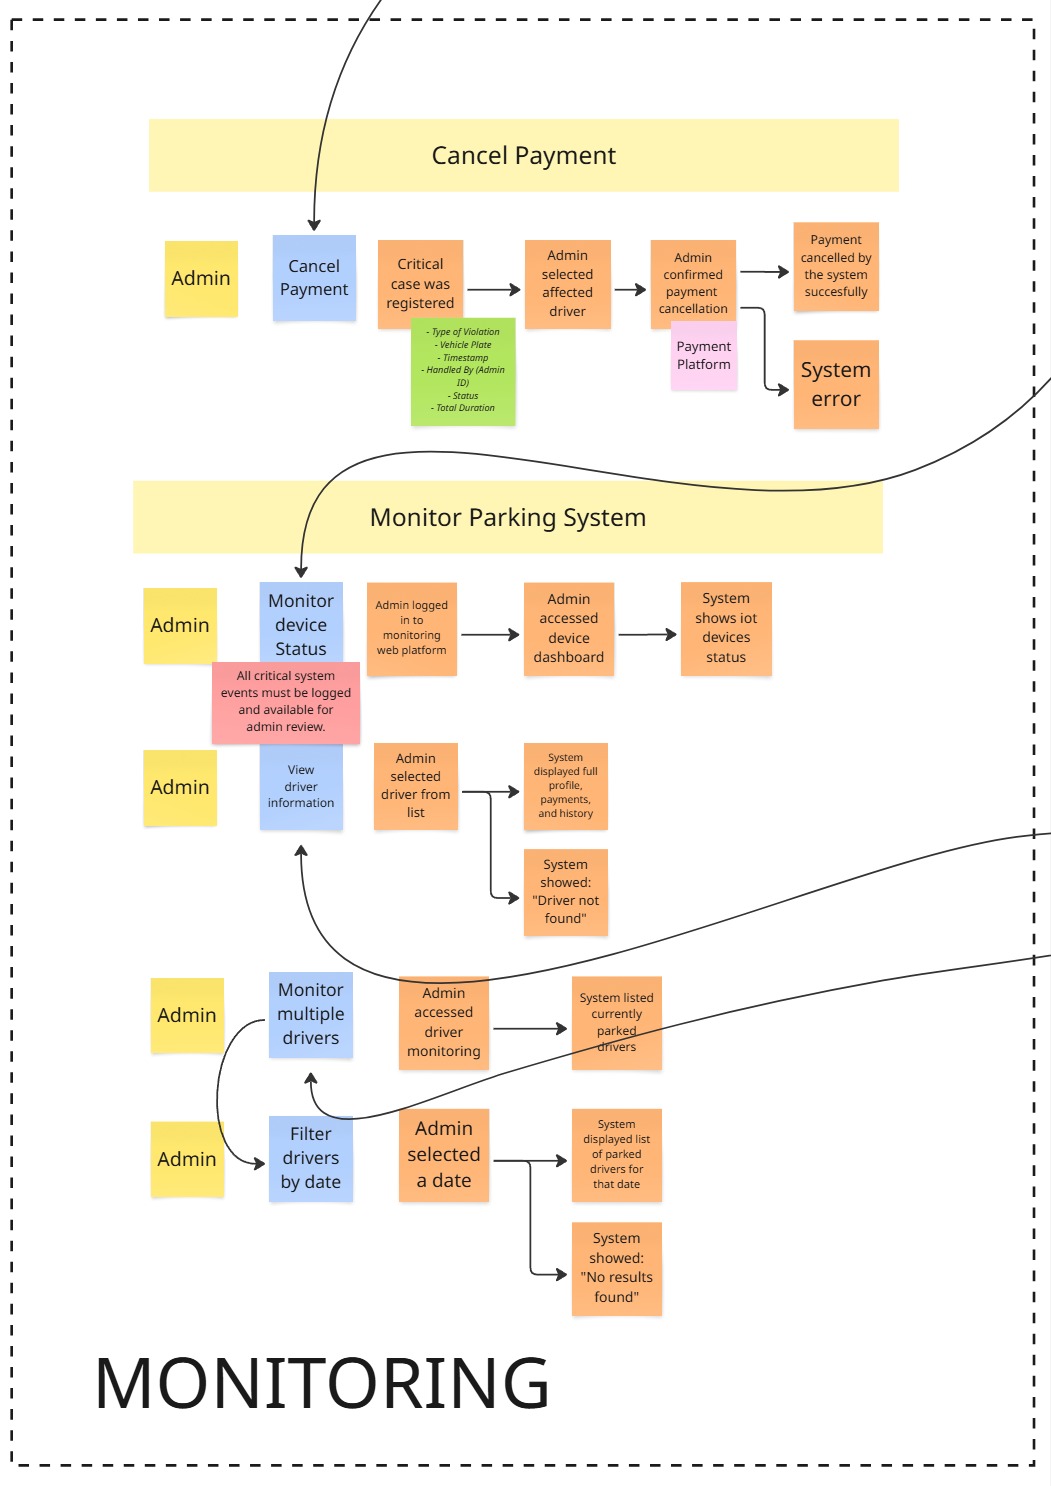 Cancel Payment
Admin
Cancel
Payment
Critical
case was
registered
- Type of Violation
- Vehicle Plate
- Timestamp
- Handled By (Admin
ID)
- Status
- Total Duration
Admin
selected
affected
driver
Admin
confirmed
payment
cancellation
Payment
Platform
Payment
cancelled by
the system
succesfully
System
error
Monitor Parking System
Admin
Monitor
device
Status
All critical system
events must be logged
and available for
admin review.
Admin logged
in to
monitoring
web platform
Admin
accessed
device
dashboard
System
shows iot
devices
status
Admin
View
driver
information
Admin
selected
driver from
list
System
displayed full
profile,
payments,
and history
System
showed:
"Driver not
found"
Admin
Monitor
multiple
drivers
Admin
accessed
driver
monitoring
System listed
currently
parked
drivers
Admin
Filter
drivers
by date
Admin
selected
a date
System
displayed list
of parked
drivers for
that date
System
showed:
"No results
found"
MONITORING